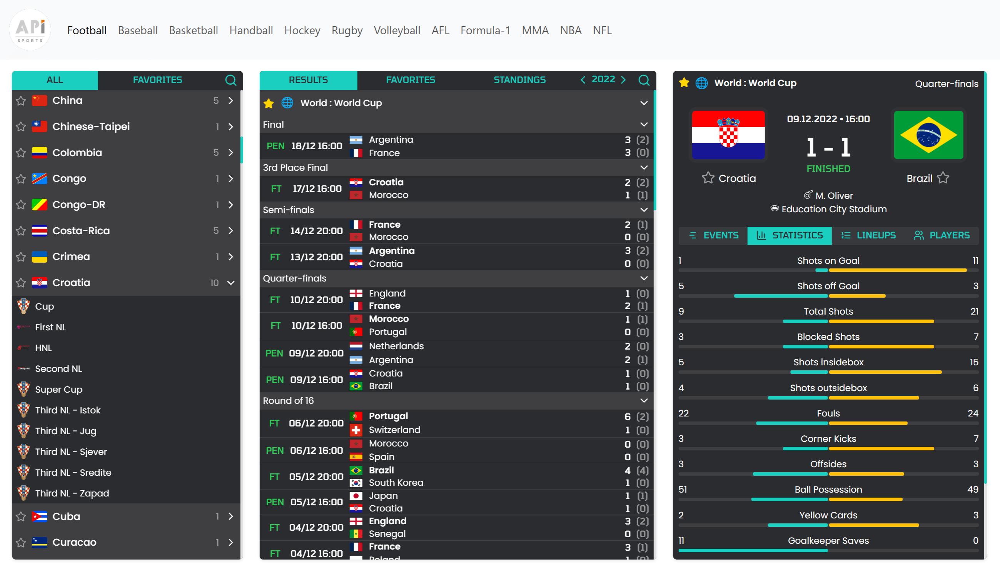 API
SPORTS
Football Baseball Basketball Handball Hockey Rugby Volleyball AFL Formula-1 MMA NBA NFL
ALL FAVORITES
China 5
Chinese-Taipei 1
Colombia 5
Congo 1
Congo-DR 1
Costa-Rica 5
Crimea 1
Croatia 10
Cup
First NL
HNL
Second NL
Super Cup
Third NL - Istok
Third NL - Jug
Third NL - Sjever
Third NL - Sredite
Third NL - Zapad
Cuba 1
Curacao 1
RESULTS FAVORITES STANDINGS 2022
World : World Cup
Final
PEN 18/12 16:00
Argentina 3 (2)
France 3 (0)
3rd Place Final
FT 17/12 16:00
Croatia 2 (2)
Morocco 1 (1)
Semi-finals
FT 14/12 20:00
France 2 (1)
Morocco 0 (0)
FT 13/12 20:00
Argentina 3 (2)
Croatia 0 (0)
Quarter-finals
FT 10/12 20:00
England 1 (0)
France 2 (1)
FT 10/12 16:00
Morocco 1 (1)
Portugal 0 (0)
PEN 09/12 20:00
Netherlands 2 (0)
Argentina 2 (1)
PEN 09/12 16:00
Croatia 1 (0)
Brazil 1 (0)
Round of 16
FT 06/12 20:00
Portugal 6 (2)
Switzerland 1 (0)
PEN 06/12 16:00
Morocco 0 (0)
Spain 0 (0)
FT 05/12 20:00
Brazil 4 (4)
South Korea 1 (0)
PEN 05/12 16:00
Japan 1 (1)
Croatia 1 (0)
FT 04/12 20:00
England 3 (2)
Senegal 0 (0)
FT 04/12 16:00
France 3 (1)
Poland 1 (0)
World : World Cup Quarter-finals
09.12.2022 • 16:00
1 - 1
FINISHED
Croatia Brazil
M. Oliver
Education City Stadium
EVENTS STATISTICS LINEUPS PLAYERS
1 Shots on Goal 11
5 Shots off Goal 3
9 Total Shots 21
3 Blocked Shots 7
5 Shots insidebox 15
4 Shots outsidebox 6
22 Fouls 24
3 Corner Kicks 7
3 Offsides 3
51 Ball Possession 49
2 Yellow Cards 3
11 Goalkeeper Saves 0